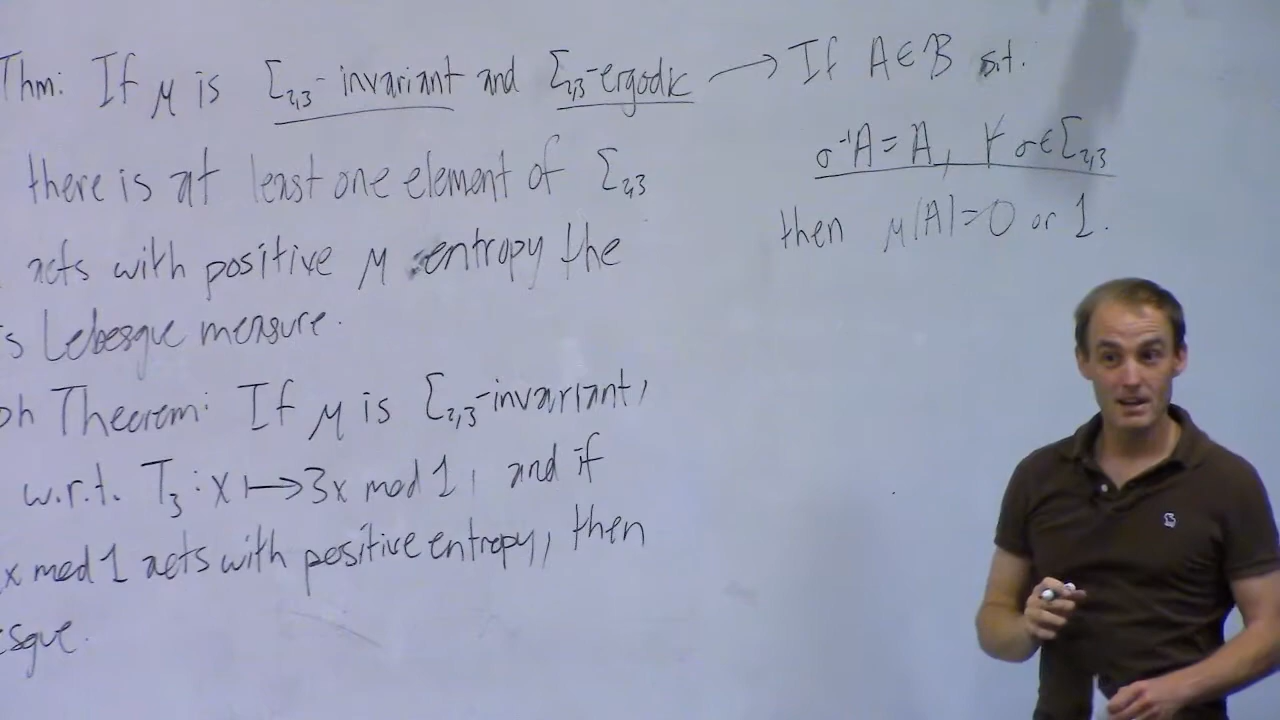 Thm: If μ is Σ₂,₃-invariant and Σ₂,₃-ergodic → If A∈B s.t.
σ⁻¹A = A, ∀ σ∈Σ₂,₃
then μ(A)=0 or 1.
there is at least one element of Σ₂,₃
acts with positive μ entropy the
s Lebesgue measure.
ph Theorem: If μ is Σ₂,₃-invariant,
w.r.t. T₃: x ↦ 3x mod 1, and if
x mod 1 acts with positive entropy, then
esgue.